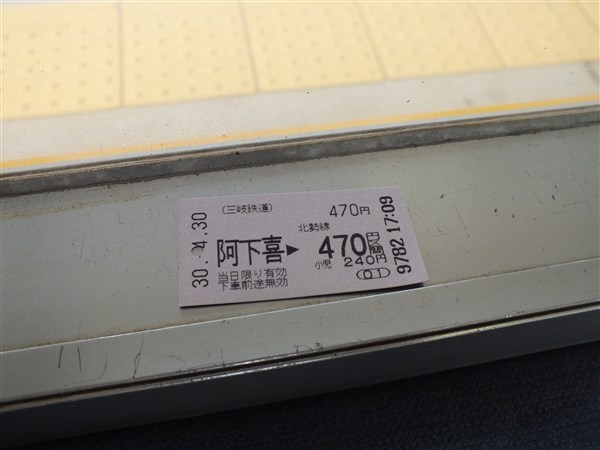 (三岐鉄道) 470円
30.-4.30
北勢線
阿下喜▶ 470円区間
小児 240円
当日限り有効
下車前途無効
9782 17:09